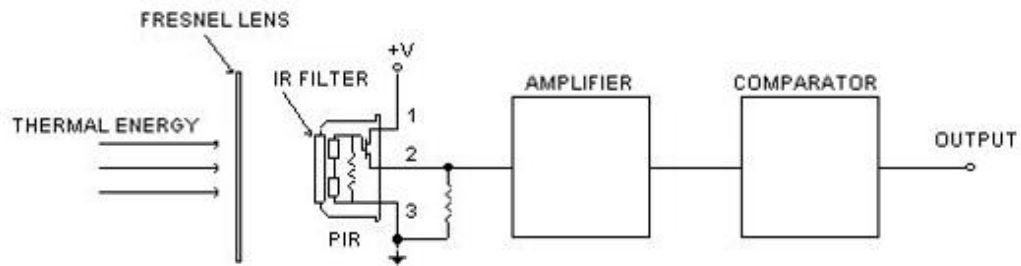 FRESNEL LENS
+V
IR FILTER
AMPLIFIER
COMPARATOR
THERMAL ENERGY
1
2
OUTPUT
3
PIR